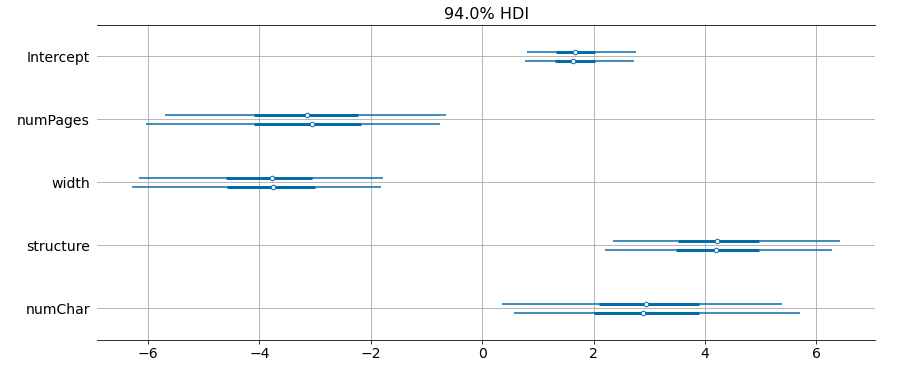 94.0% HDI
Intercept
numPages
width
structure
numChar
−6 −4 −2 0 2 4 6